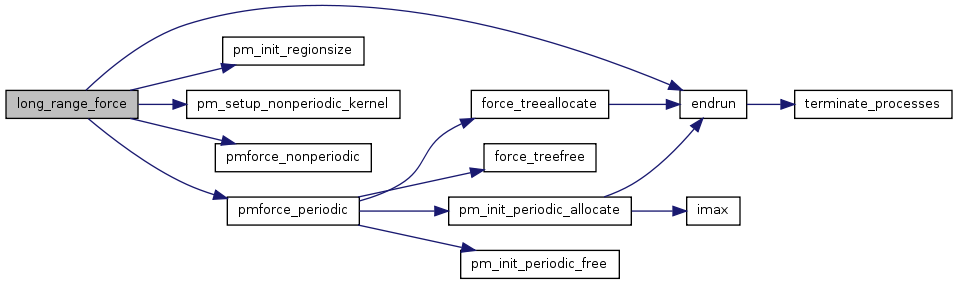 long_range_force
pm_init_regionsize
pm_setup_nonperiodic_kernel
pmforce_nonperiodic
pmforce_periodic
force_treeallocate
force_treefree
pm_init_periodic_allocate
pm_init_periodic_free
endrun
imax
terminate_processes